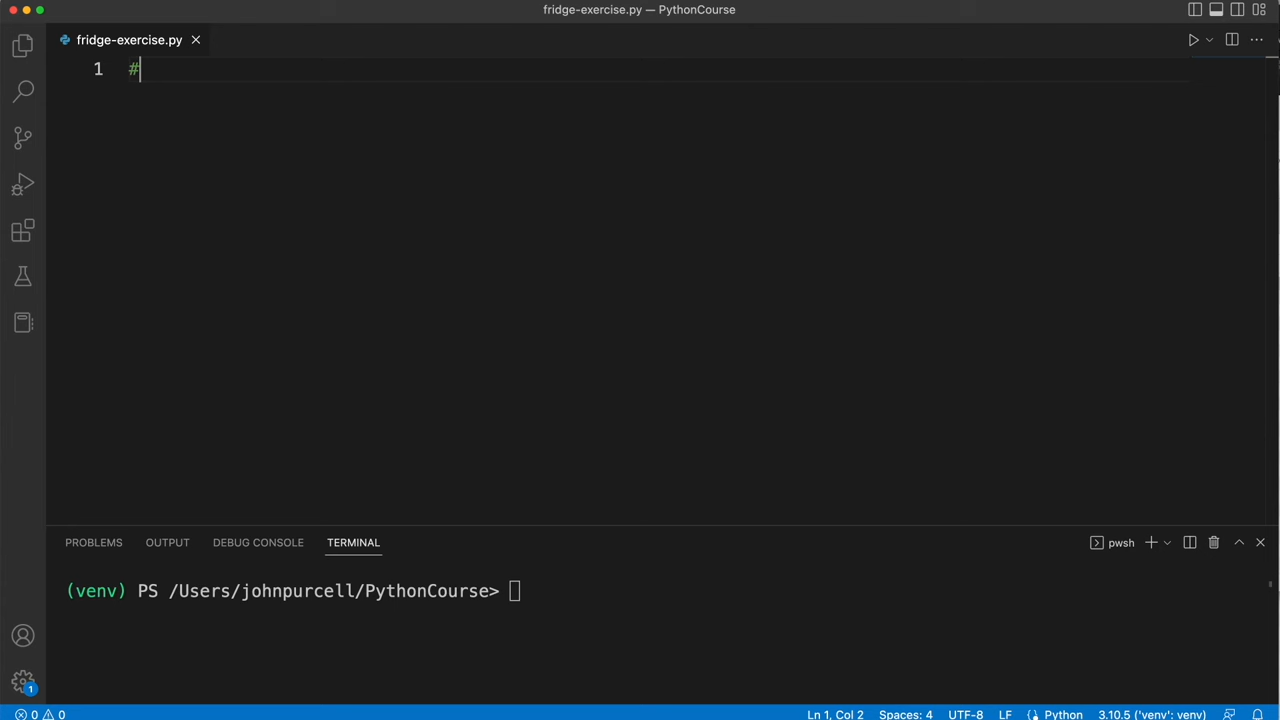 fridge-exercise.py — PythonCourse
fridge-exercise.py
1 #
PROBLEMS OUTPUT DEBUG CONSOLE TERMINAL
pwsh
(venv) PS /Users/johnpurcell/PythonCourse>
1
0 0
Ln 1, Col 2 Spaces: 4 UTF-8 LF Python 3.10.5 ('venv': venv)